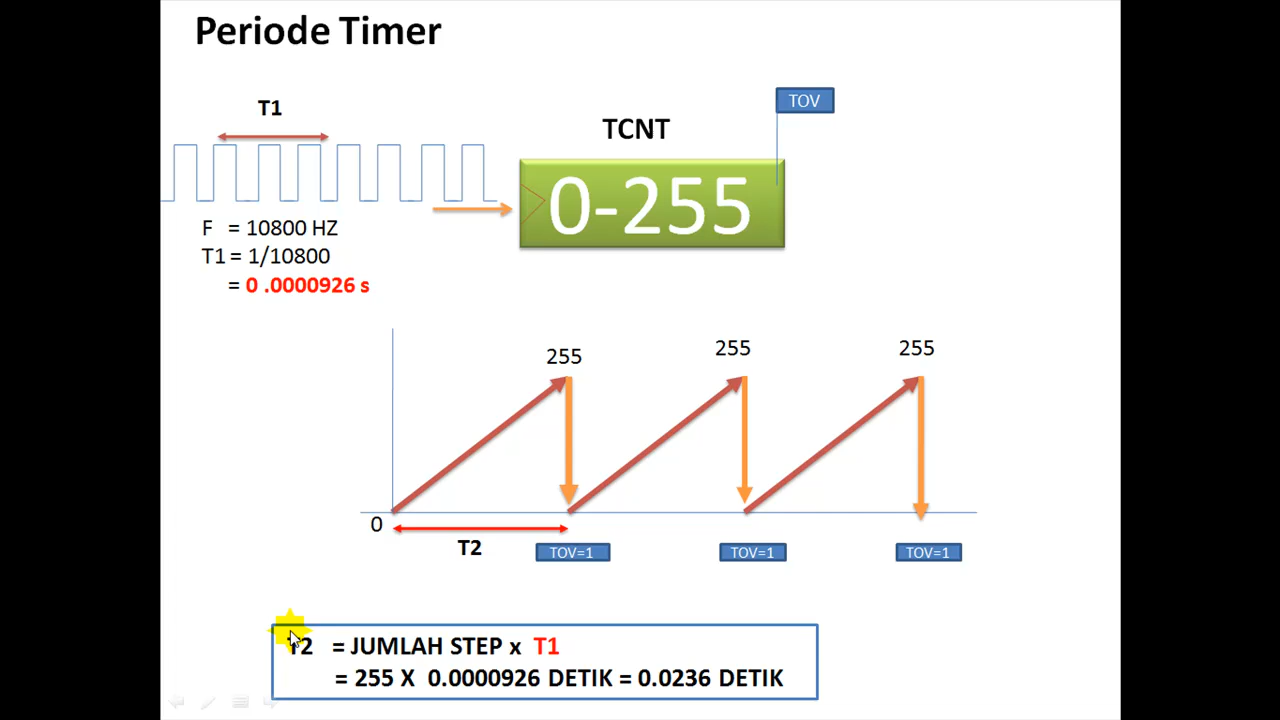 Periode Timer
T1
TOV
TCNT
0-255
F = 10800 HZ
T1 = 1/10800
= 0 .0000926 s
255
255
255
0
T2
TOV=1
TOV=1
TOV=1
T2 = JUMLAH STEP x T1
= 255 X 0.0000926 DETIK = 0.0236 DETIK